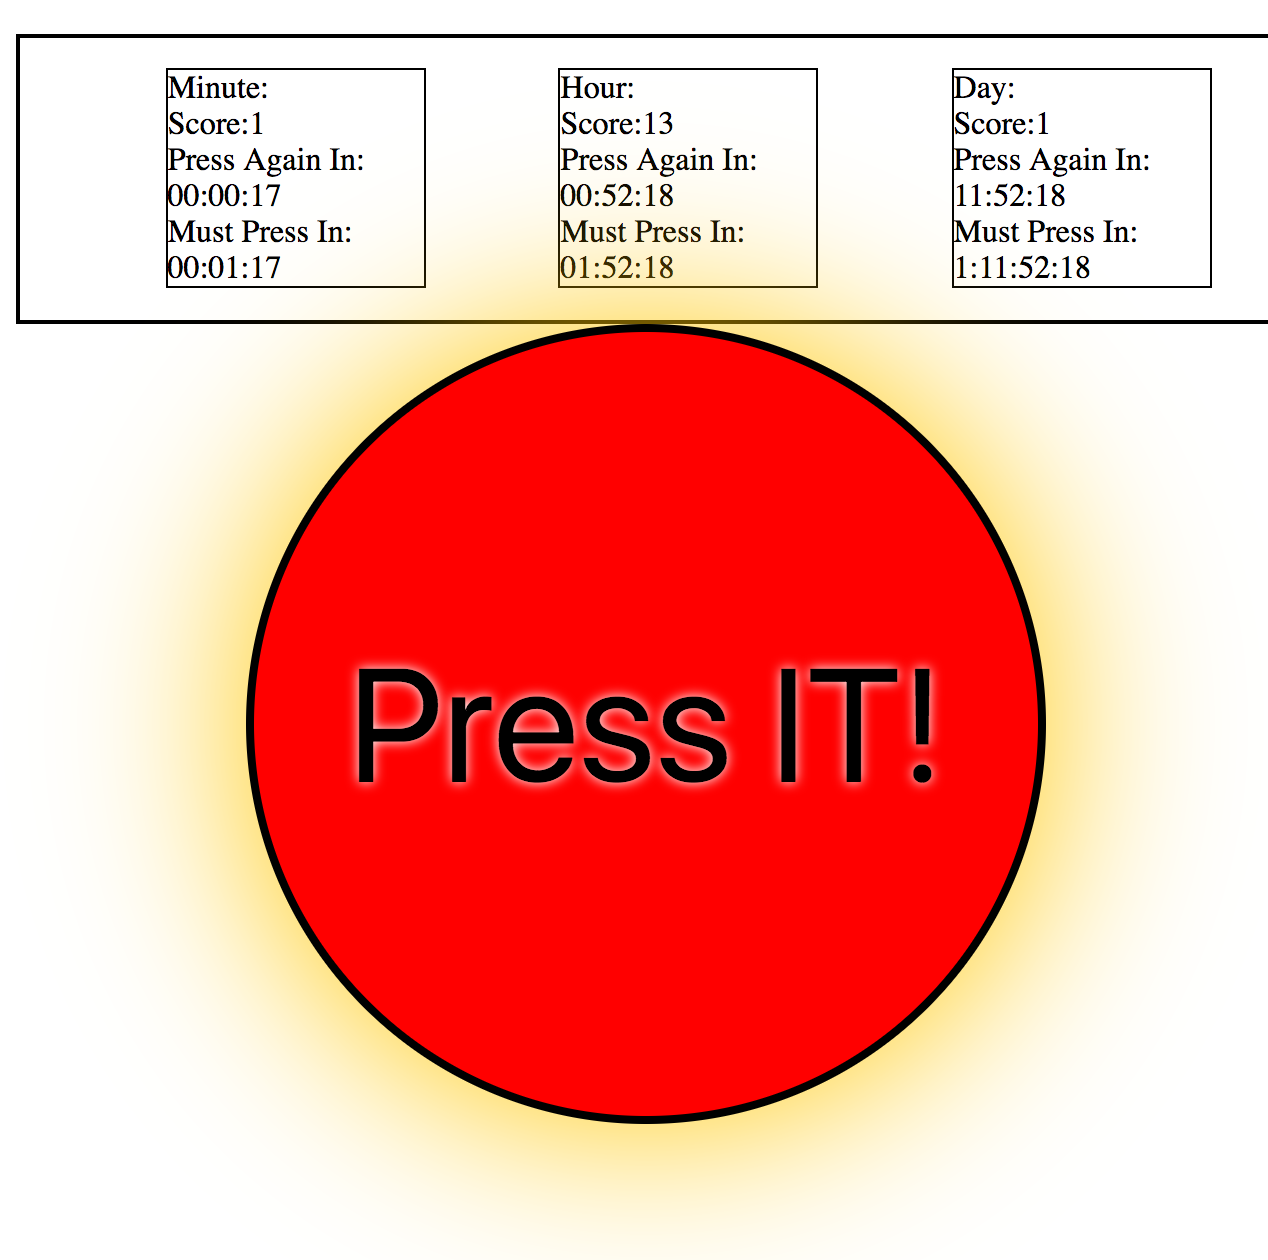 Minute:
Score:1
Press Again In:
00:00:17
Must Press In:
00:01:17
Hour:
Score:13
Press Again In:
00:52:18
Must Press In:
01:52:18
Day:
Score:1
Press Again In:
11:52:18
Must Press In:
1:11:52:18
Press IT!